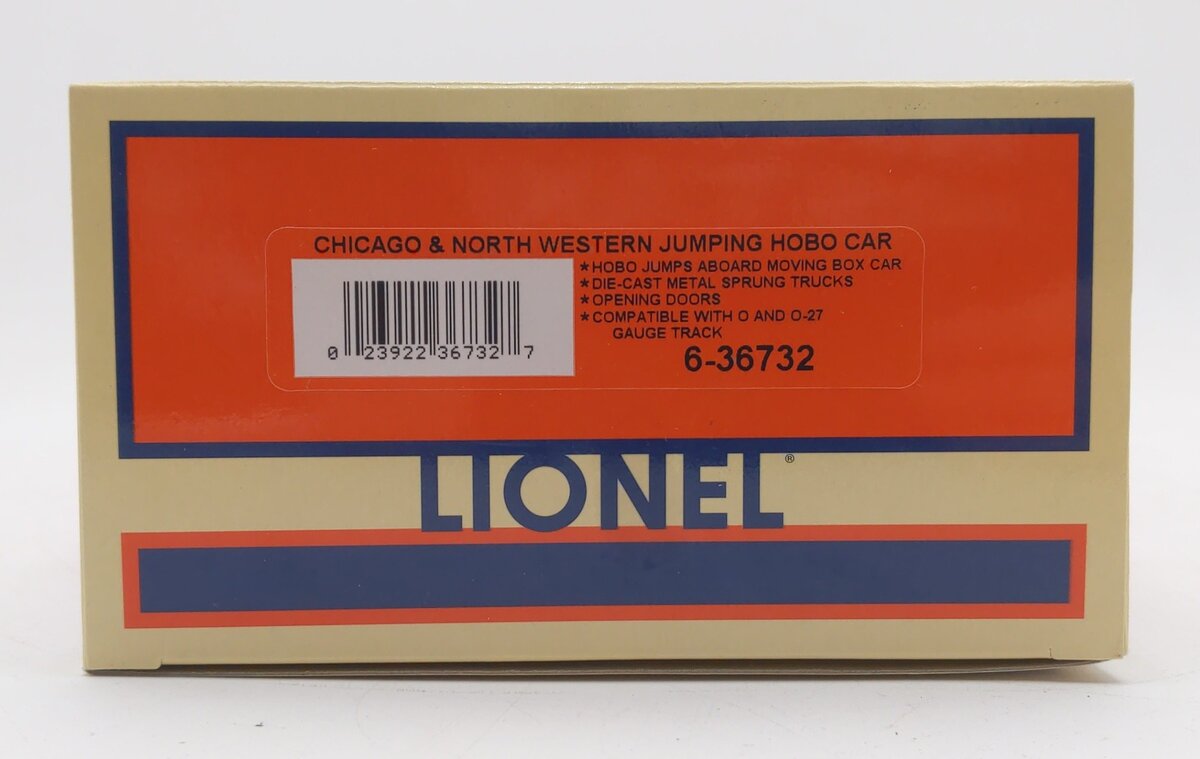 CHICAGO & NORTH WESTERN JUMPING HOBO CAR
*HOBO JUMPS ABOARD MOVING BOX CAR
*DIE-CAST METAL SPRUNG TRUCKS
*OPENING DOORS
*COMPATIBLE WITH O AND O-27
GAUGE TRACK
6-36732
0 23922 36732 7
LIONEL®